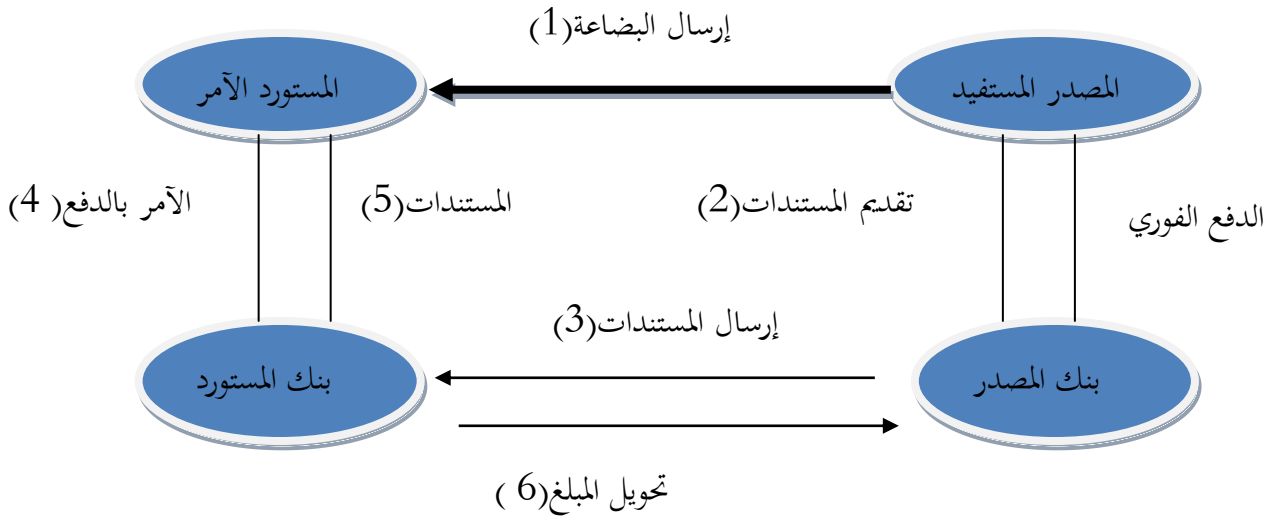 إرسال البضاعة(1)
المصدر المستفيد
المستورد الآمر
الدفع الفوري
تقديم المستندات(2)
المستندات(5)
الآمر بالدفع( 4)
إرسال المستندات(3)
بنك المصدر
بنك المستورد
تحويل المبلغ(6 )